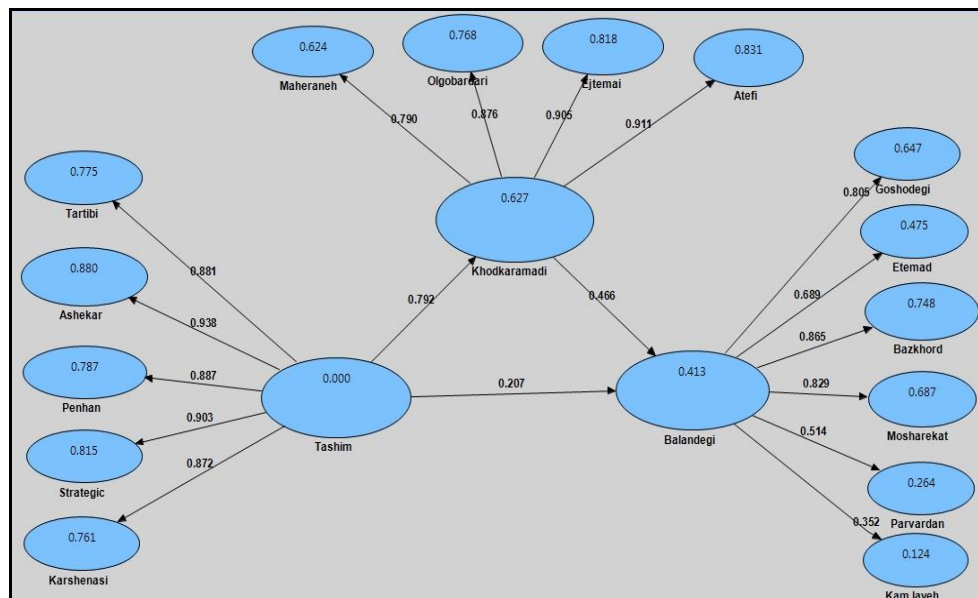 0.624
Maheraneh
0.768
Olgobardari
0.818
Ejtemai
0.831
Atefi
0.790
0.876
0.905
0.911
0.775
Tartibi
0.880
Ashekar
0.787
Penhan
0.815
Strategic
0.761
Karshenasi
0.881
0.938
0.887
0.903
0.872
0.627
Khodkaramadi
0.792
0.466
0.000
Tashim
0.207
0.413
Balandegi
0.805
0.689
0.865
0.829
0.514
0.352
0.647
Goshodegi
0.475
Etemad
0.748
Bazkhord
0.687
Mosharekat
0.264
Parvardan
0.124
Kam layeh